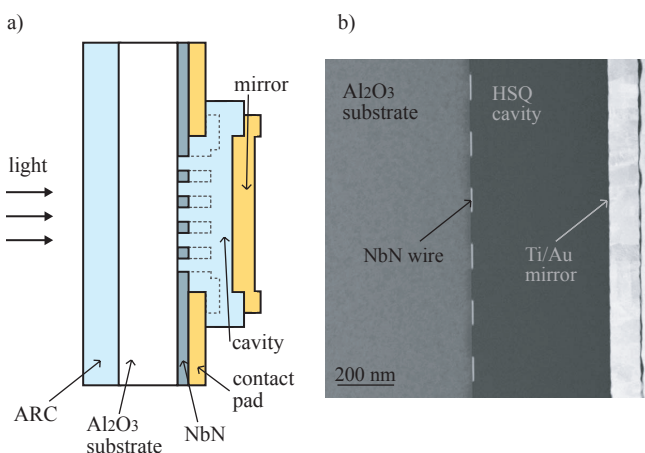 a)
mirror
light
cavity
contact
pad
ARC
Al2O3
substrate
NbN
b)
Al2O3
substrate
HSQ
cavity
NbN wire
Ti/Au
mirror
200 nm